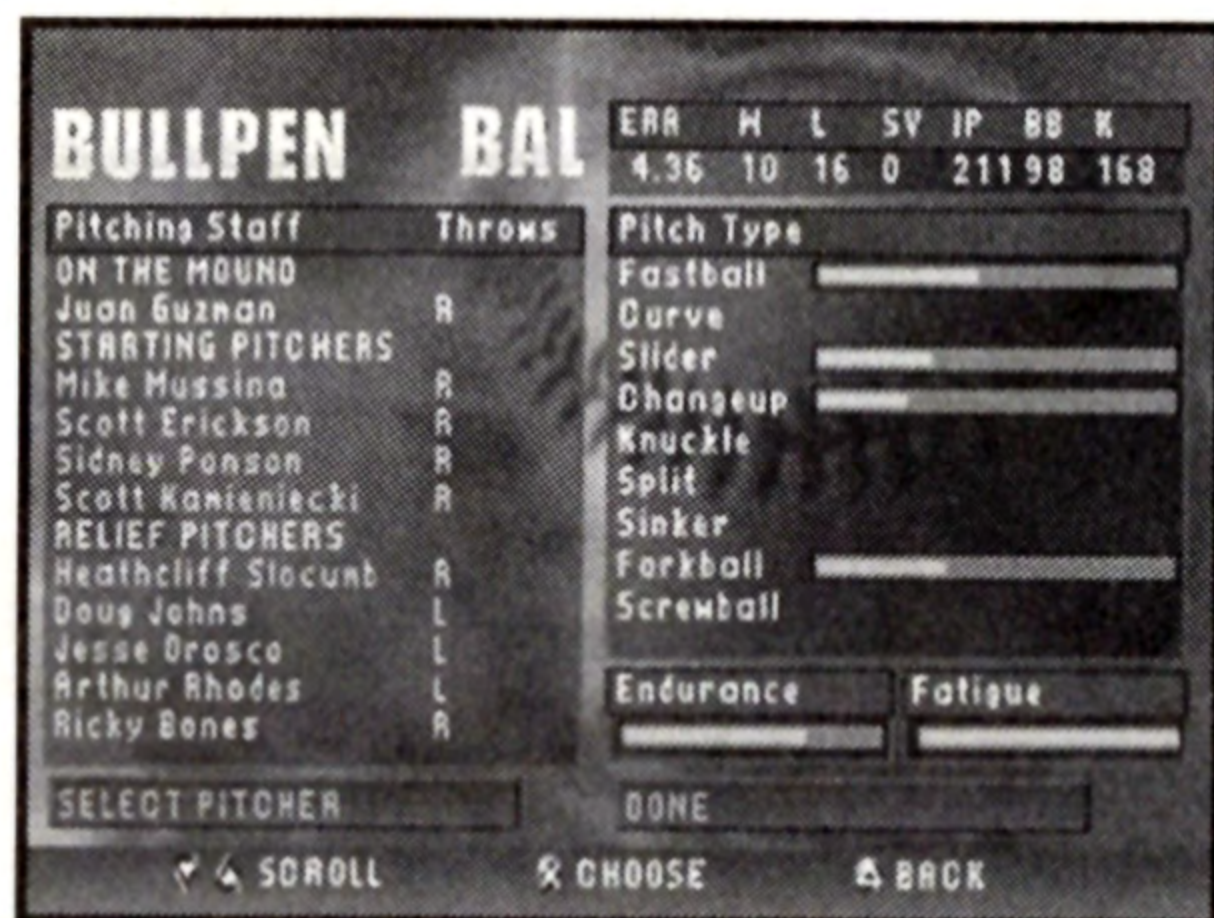 BULLPEN BAL
ERA W L SV IP BB K
4.36 10 16 0 211 98 168
Pitching Staff Throws
ON THE MOUND
Juan Guzman R
STARTING PITCHERS
Mike Mussina R
Scott Erickson R
Sidney Ponson R
Scott Kamieniecki R
RELIEF PITCHERS
Heathcliff Slocumb R
Doug Johns L
Jesse Orosco L
Arthur Rhodes L
Ricky Bones R
SELECT PITCHER
Pitch Type
Fastball
Curve
Slider
Changeup
Knuckle
Split
Sinker
Forkball
Screwball
Endurance Fatigue
DONE
SCROLL CHOOSE BACK